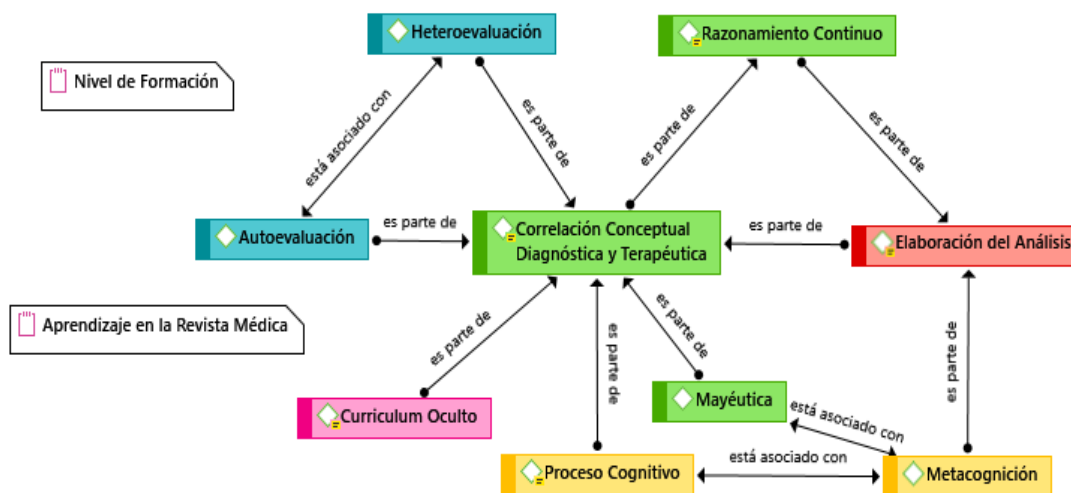 Heteroevaluación
Razonamiento Continuo
Nivel de Formación
está asociado con
es parte de
es parte de
es parte de
Autoevaluación
es parte de
Correlación Conceptual
Diagnóstica y Terapéutica
es parte de
Elaboración del Análisis
Aprendizaje en la Revista Médica
es parte de
es parte de
es parte de
es parte de
Curriculum Oculto
Mayéutica
está asociado con
Proceso Cognitivo
está asociado con
Metacognición